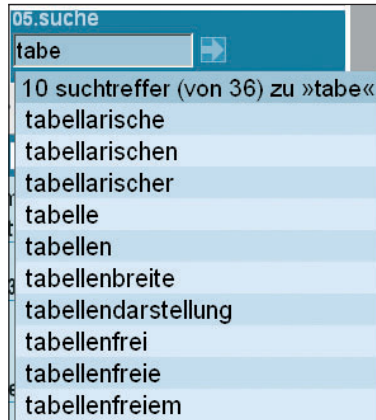 05.suche
tabe
10 suchtreffer (von 36) zu »tabe«
tabellarische
tabellarischen
tabellarischer
tabelle
tabellen
tabellenbreite
tabellendarstellung
tabellenfrei
tabellenfreie
tabellenfreiem